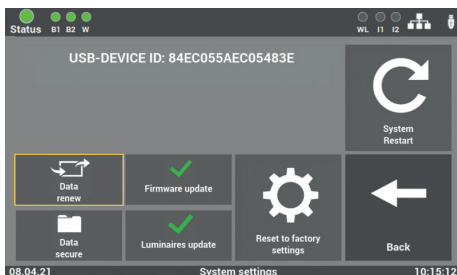 Status B1 B2 W
WL I1 I2
USB-DEVICE ID: 84EC055AEC05483E
System
Restart
Data
renew
Firmware update
Data
secure
Luminaires update
Reset to factory
settings
Back
08.04.21 System settings 10:15:12